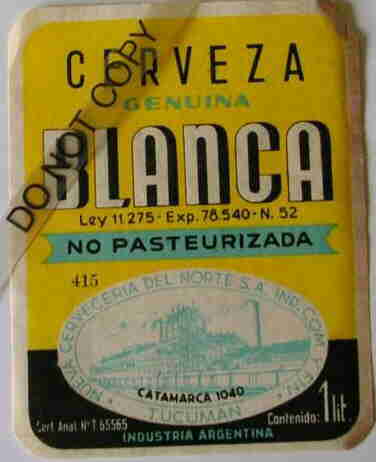 CERVEZA
GENUINA
BLANCA
Ley 11.275 - Exp. 78.540 - N. 52
NO PASTEURIZADA
415
NUEVA CERVECERIA DEL NORTE S.A. IND. COM. Y FIN.
CATAMARCA 1040
TUCUMAN
Cert. Anal Nº T 65565
Contenido: 1 lit.
INDUSTRIA ARGENTINA
DO NOT COPY